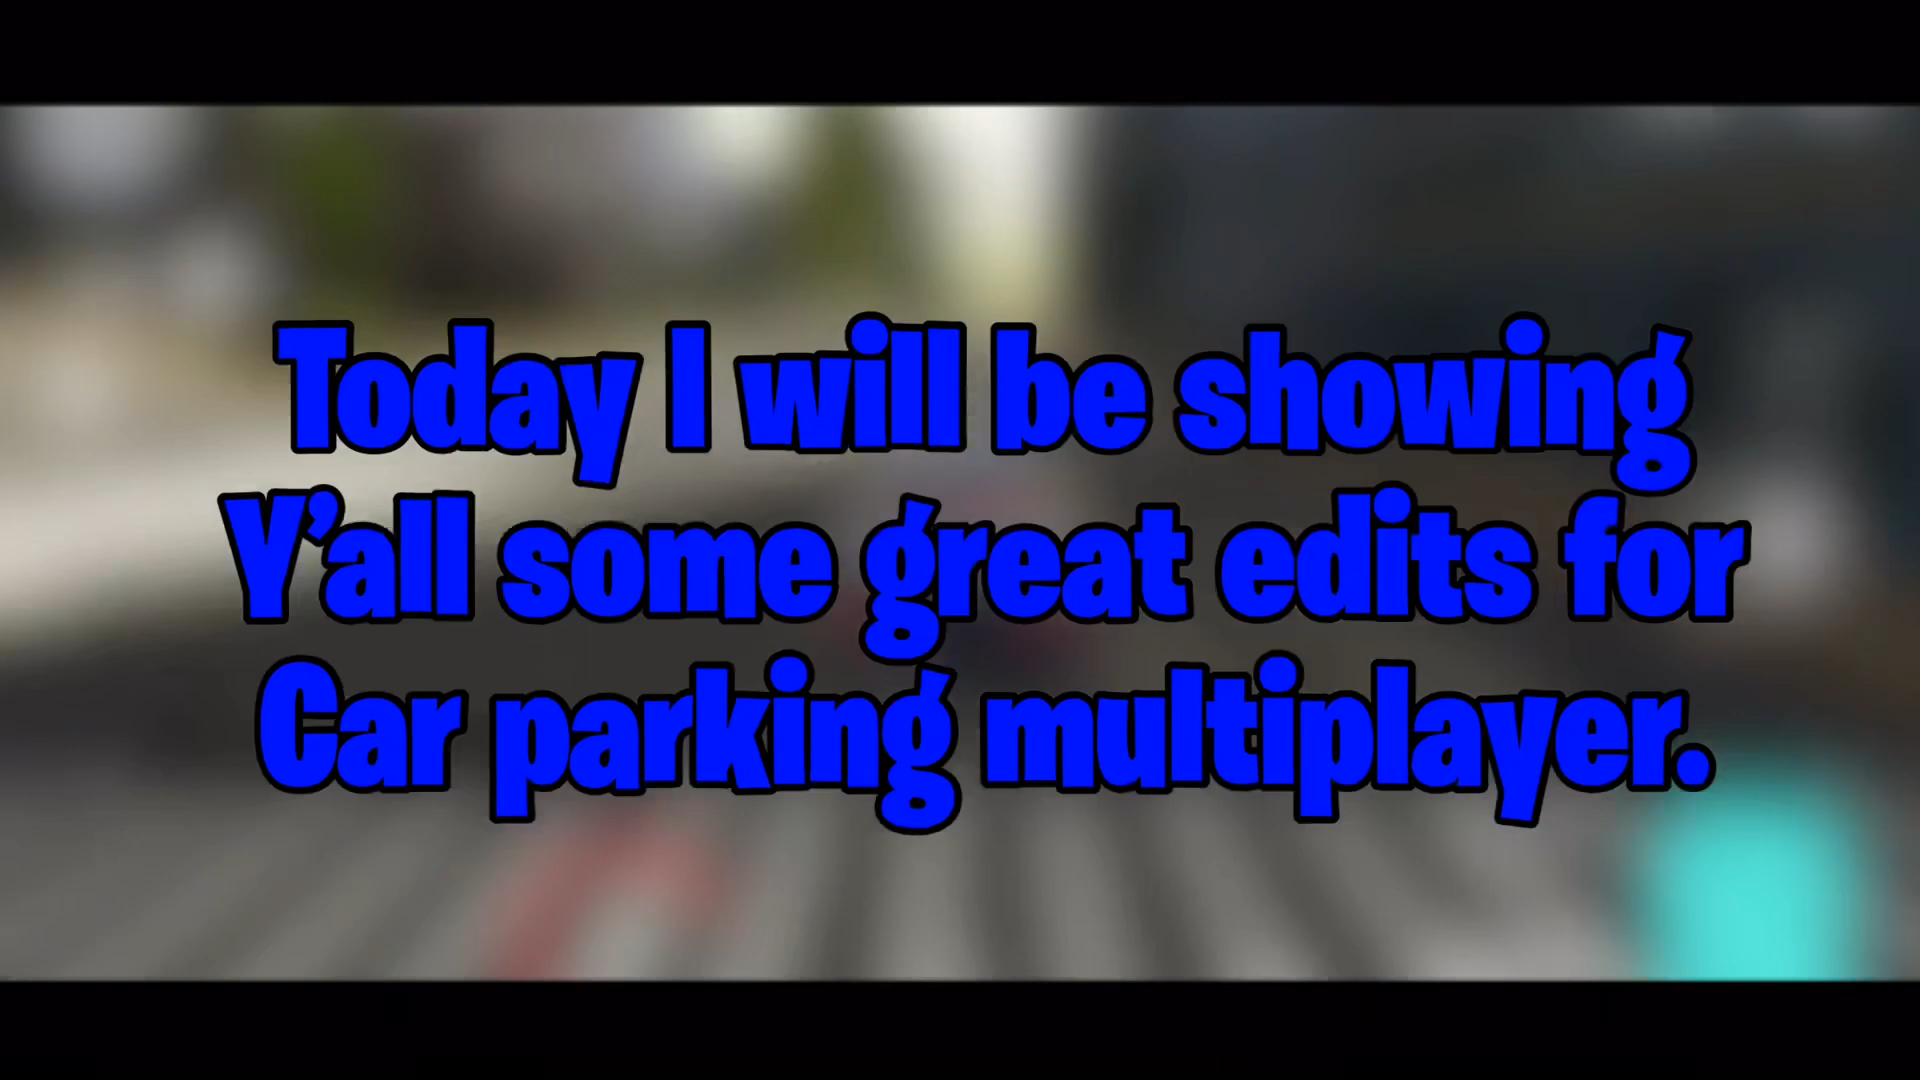 Today I will be showing
Y’all some great edits for
Car parking multiplayer.